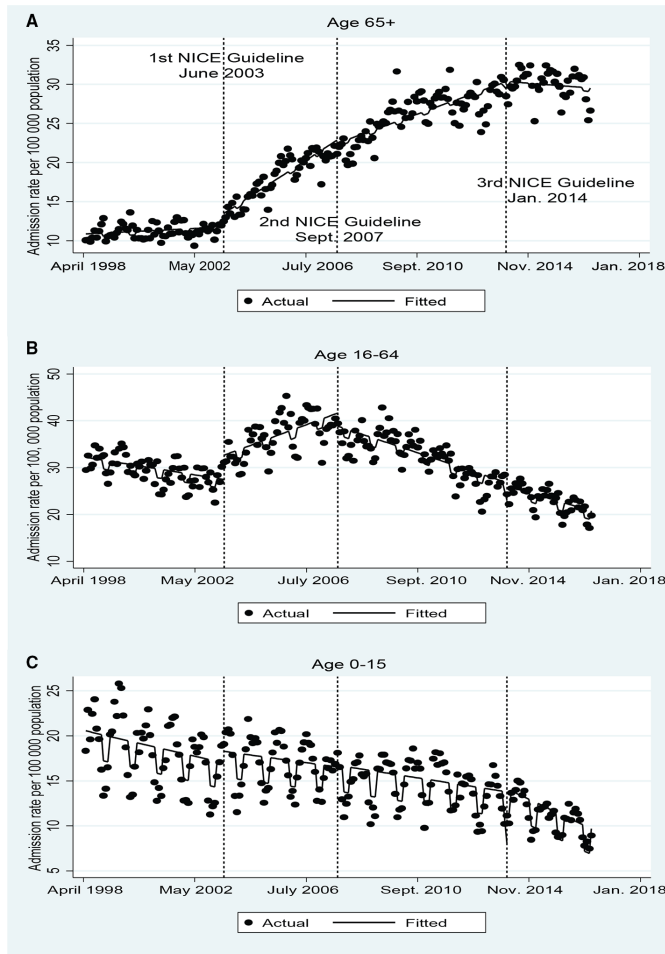 A
Age 65+
Admission rate per 100 000 population
35
30
25
20
15
10
1st NICE Guideline
June 2003
2nd NICE Guideline
Sept. 2007
3rd NICE Guideline
Jan. 2014
April 1998 May 2002 July 2006 Sept. 2010 Nov. 2014 Jan. 2018
Actual Fitted
B
Age 16-64
Admission rate per 100, 000 population
50
40
30
20
10
April 1998 May 2002 July 2006 Sept. 2010 Nov. 2014 Jan. 2018
Actual Fitted
C
Age 0-15
Admission rate per 100 000 population
25
20
15
10
5
April 1998 May 2002 July 2006 Sept. 2010 Nov. 2014 Jan. 2018
Actual Fitted